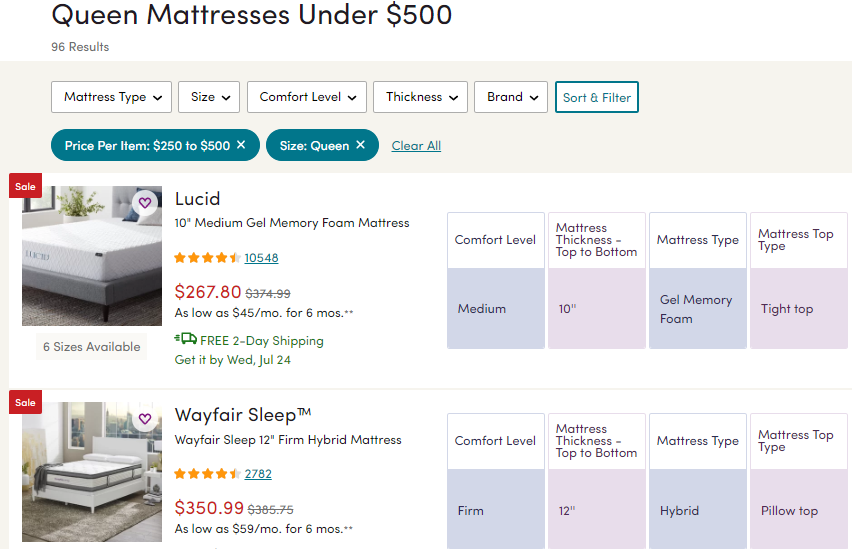 Queen Mattresses Under $500
96 Results
Mattress Type Size Comfort Level Thickness Brand Sort & Filter
Price Per Item: $250 to $500 × Size: Queen × Clear All
Sale
LUCID
6 Sizes Available
Lucid
10" Medium Gel Memory Foam Mattress
10548
$267.80 $374.99
As low as $45/mo. for 6 mos.**
FREE 2-Day Shipping
Get it by Wed, Jul 24
Comfort Level
Medium
Mattress
Thickness -
Top to Bottom
10''
Mattress Type
Gel Memory
Foam
Mattress Top
Type
Tight top
Sale
Wayfair Sleep™
Wayfair Sleep 12" Firm Hybrid Mattress
2782
$350.99 $385.75
As low as $59/mo. for 6 mos.**
Comfort Level
Firm
Mattress
Thickness -
Top to Bottom
12''
Mattress Type
Hybrid
Mattress Top
Type
Pillow top